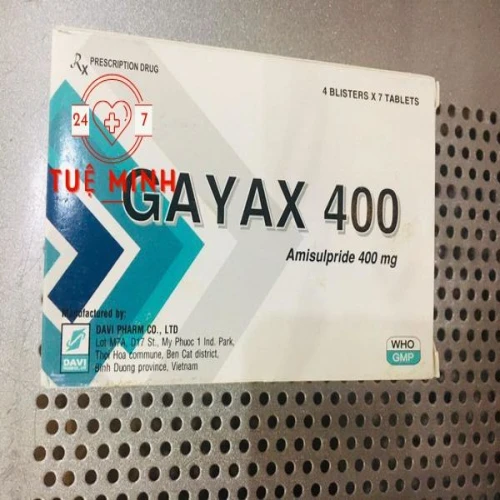 Rx PRESCRIPTION DRUG
4 BLISTERS X 7 TABLETS
24 7
TUỆ MINH
GAYAX 400
Amisulpride 400 mg
Manufactured by:
DAVI PHARM CO., LTD
Lot M7A, D17 St., My Phuoc 1 Ind. Park,
Thoi Hoa commune, Ben Cat district,
Binh Duong province, Vietnam
DAVI
WHO
GMP